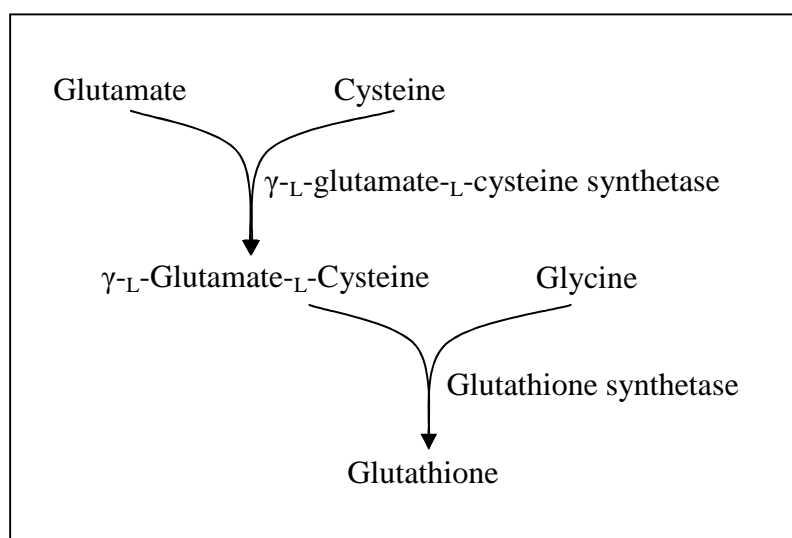 Glutamate Cysteine
γ-L-glutamate-L-cysteine synthetase
γ-L-Glutamate-L-Cysteine Glycine
Glutathione synthetase
Glutathione